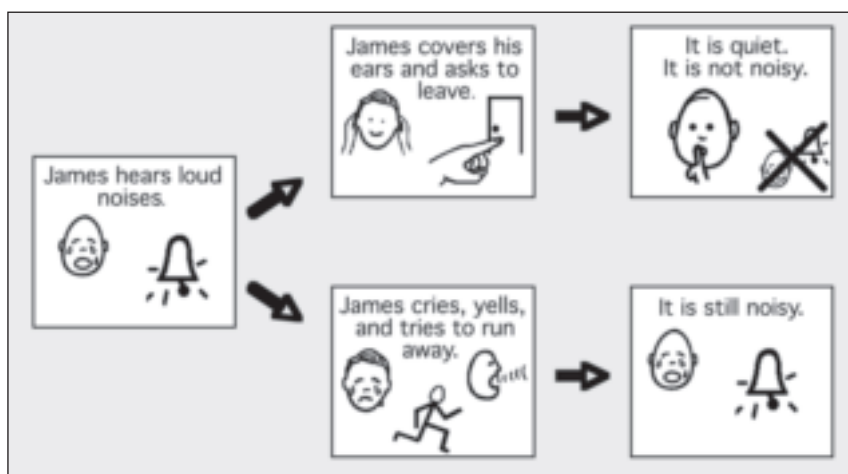 James hears loud
noises.
James covers his
ears and asks to
leave.
It is quiet.
It is not noisy.
James cries, yells,
and tries to run
away.
It is still noisy.